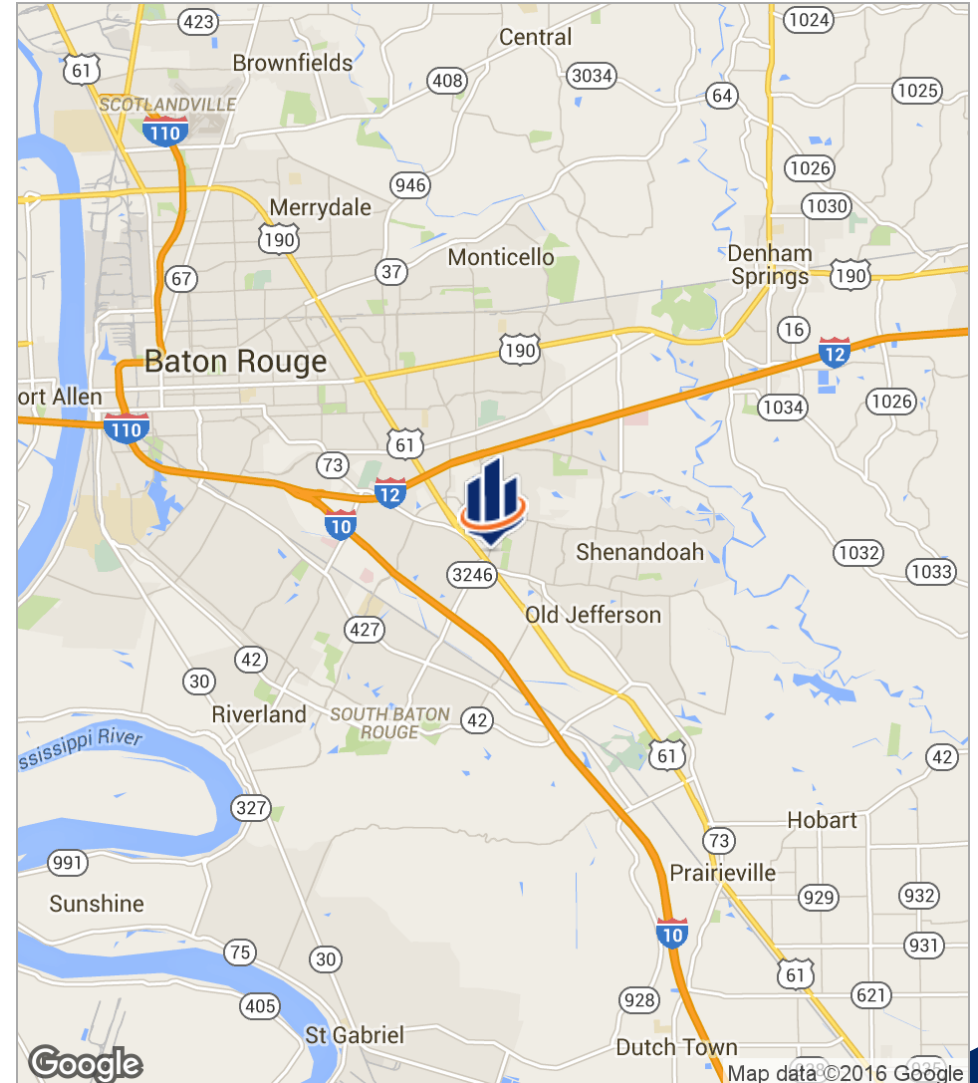 423
Central
1024
61
Brownfields
408
3034
64
1025
SCOTLANDVILLE
110
1026
946
1030
Merrydale
190
Monticello
Denham
Springs
190
37
67
16
190
12
Baton Rouge
ort Allen
1034
1026
110
61
73
12
10
Shenandoah
1032
3246
1033
Old Jefferson
427
42
30
Riverland
SOUTH BATON
ROUGE
42
ssissippi River
61
42
327
Hobart
73
991
Prairieville
929
932
Sunshine
10
931
75
30
61
621
928
405
St Gabriel
Dutch Town
Google
Map data ©2016 Google